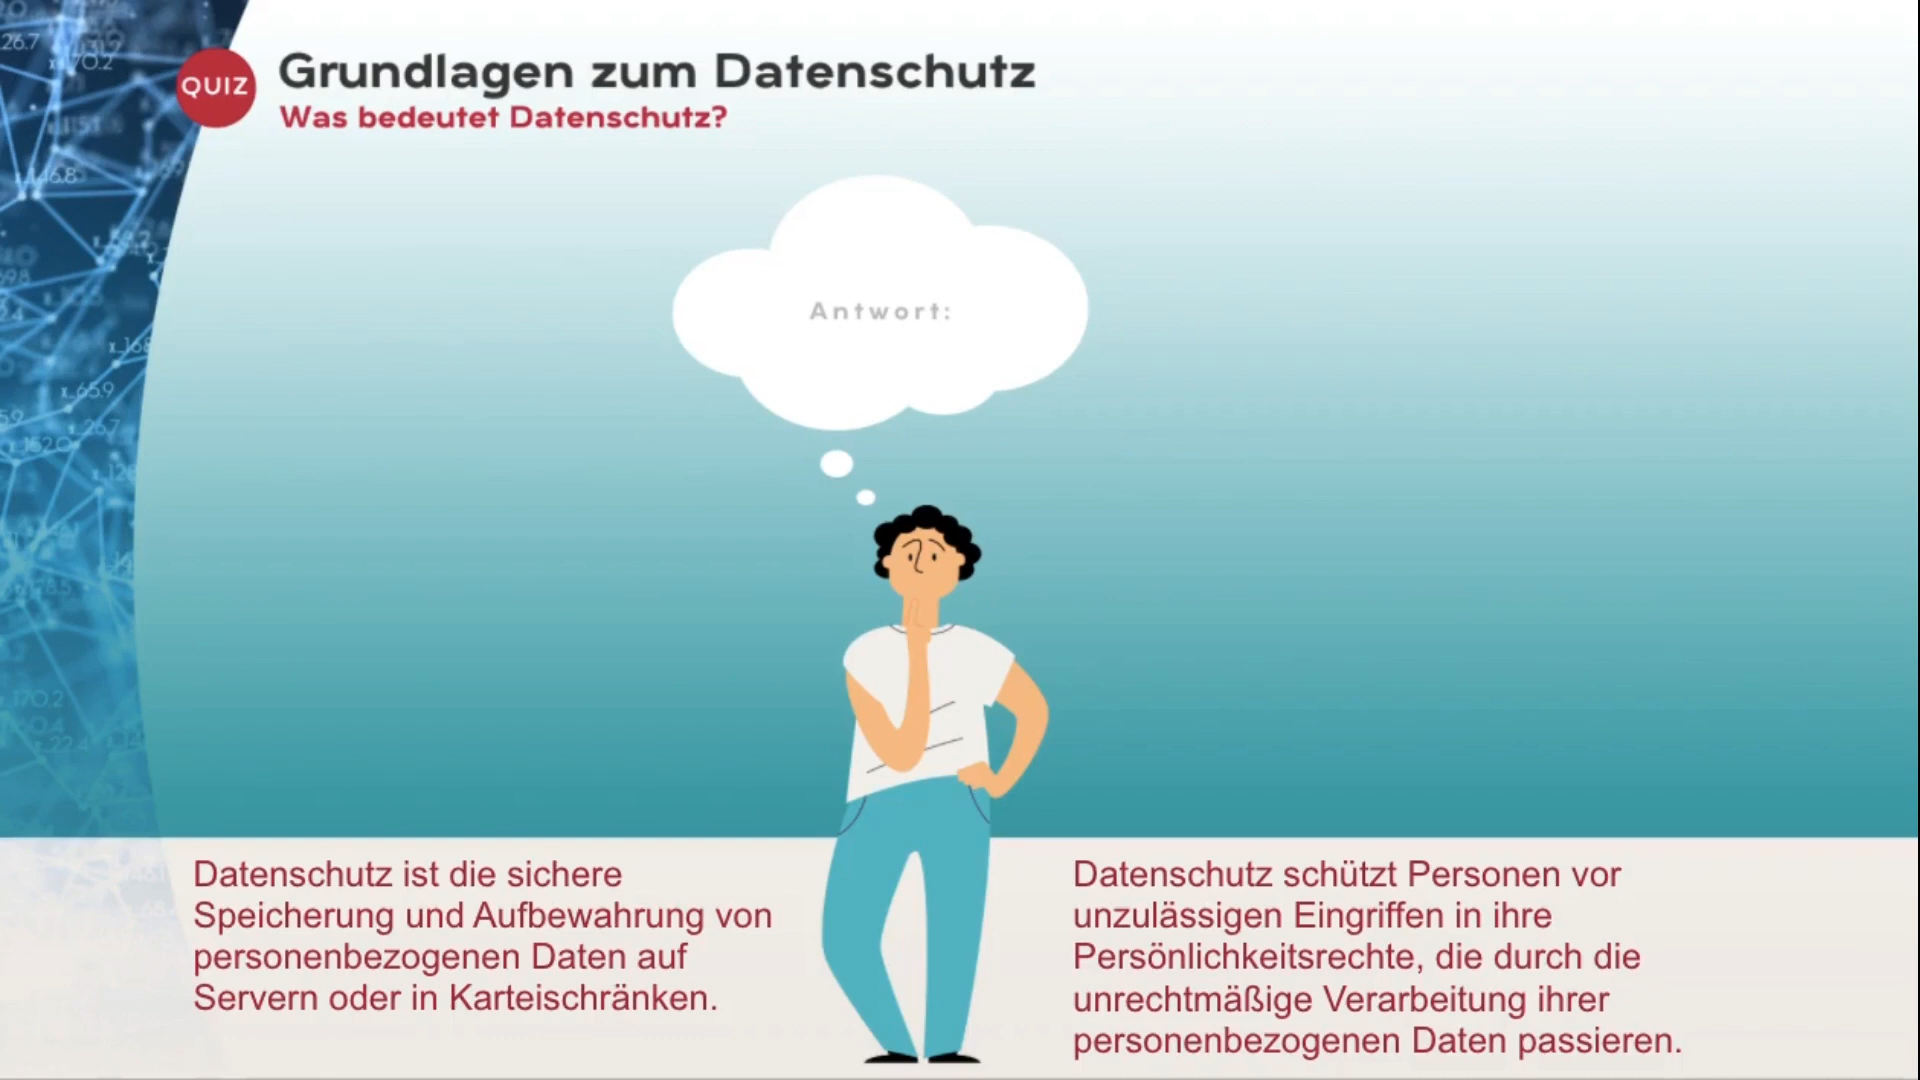 QUIZ
Grundlagen zum Datenschutz
Was bedeutet Datenschutz?
Antwort:
Datenschutz ist die sichere
Speicherung und Aufbewahrung von
personenbezogenen Daten auf
Servern oder in Karteischränken.
Datenschutz schützt Personen vor
unzulässigen Eingriffen in ihre
Persönlichkeitsrechte, die durch die
unrechtmäßige Verarbeitung ihrer
personenbezogenen Daten passieren.